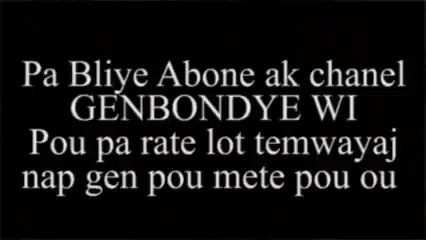 Pa Bliye Abone ak chanel
GENBONDYE WI
Pou pa rate lot temwayaj
nap gen pou mete pou ou